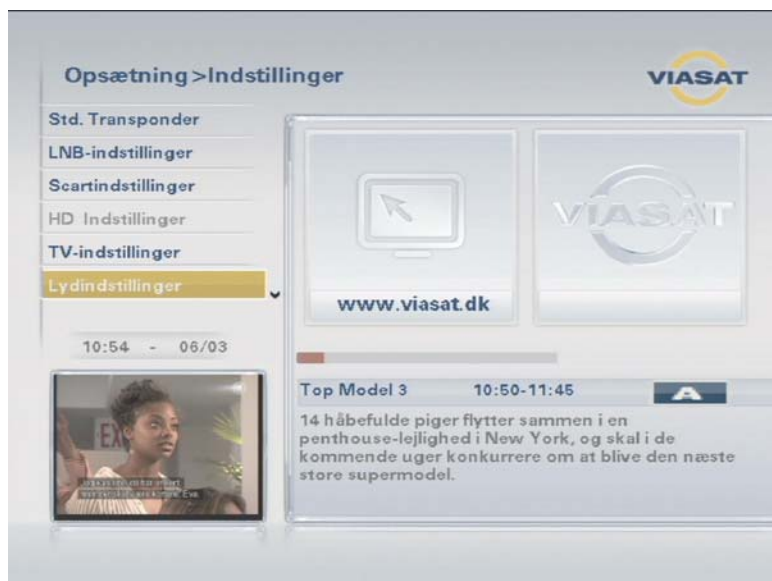 Opsætning>Indstillinger
VIASAT
Std. Transponder
LNB-indstillinger
Scartindstillinger
HD Indstillinger
TV-indstillinger
Lydindstillinger
www.viasat.dk
VIASAT
10:54 - 06/03
Top Model 3 10:50-11:45 A
14 håbefulde piger flytter sammen i en
penthouse-lejlighed i New York, og skal i de
kommende uger konkurrere om at blive den næste
store supermodel.
EX
Eva.